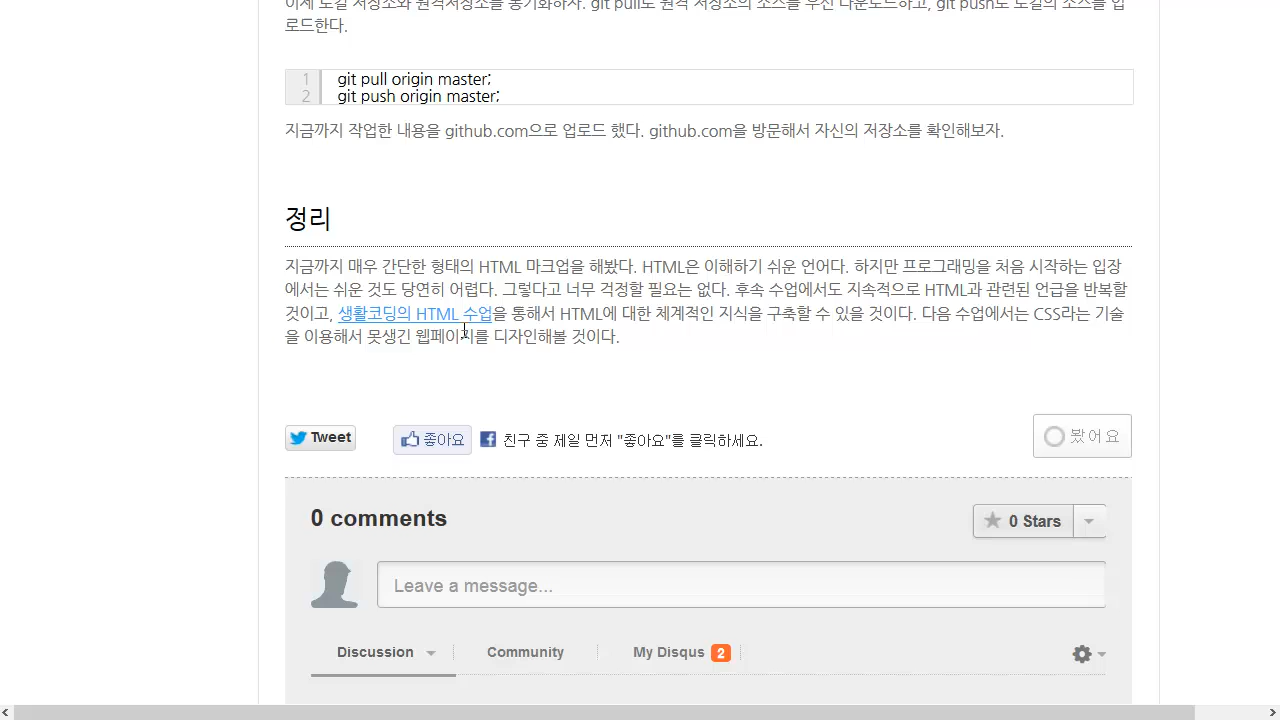 이제 로컬 저장소와 원격저장소를 동기화하자. git pull로 원격 저장소의 소스를 우선 다운로드하고, git push로 로컬의 소스를 업
로드한다.
1 git pull origin master;
2 git push origin master;
지금까지 작업한 내용을 github.com으로 업로드 했다. github.com을 방문해서 자신의 저장소를 확인해보자.
정리
지금까지 매우 간단한 형태의 HTML 마크업을 해봤다. HTML은 이해하기 쉬운 언어다. 하지만 프로그래밍을 처음 시작하는 입장
에서는 쉬운 것도 당연히 어렵다. 그렇다고 너무 걱정할 필요는 없다. 후속 수업에서도 지속적으로 HTML과 관련된 언급을 반복할
것이고, 생활코딩의 HTML 수업을 통해서 HTML에 대한 체계적인 지식을 구축할 수 있을 것이다. 다음 수업에서는 CSS라는 기술
을 이용해서 못생긴 웹페이지를 디자인해볼 것이다.
Tweet 좋아요 친구 중 제일 먼저 "좋아요"를 클릭하세요. 봤어요
0 comments 0 Stars
Leave a message...
Discussion Community My Disqus 2